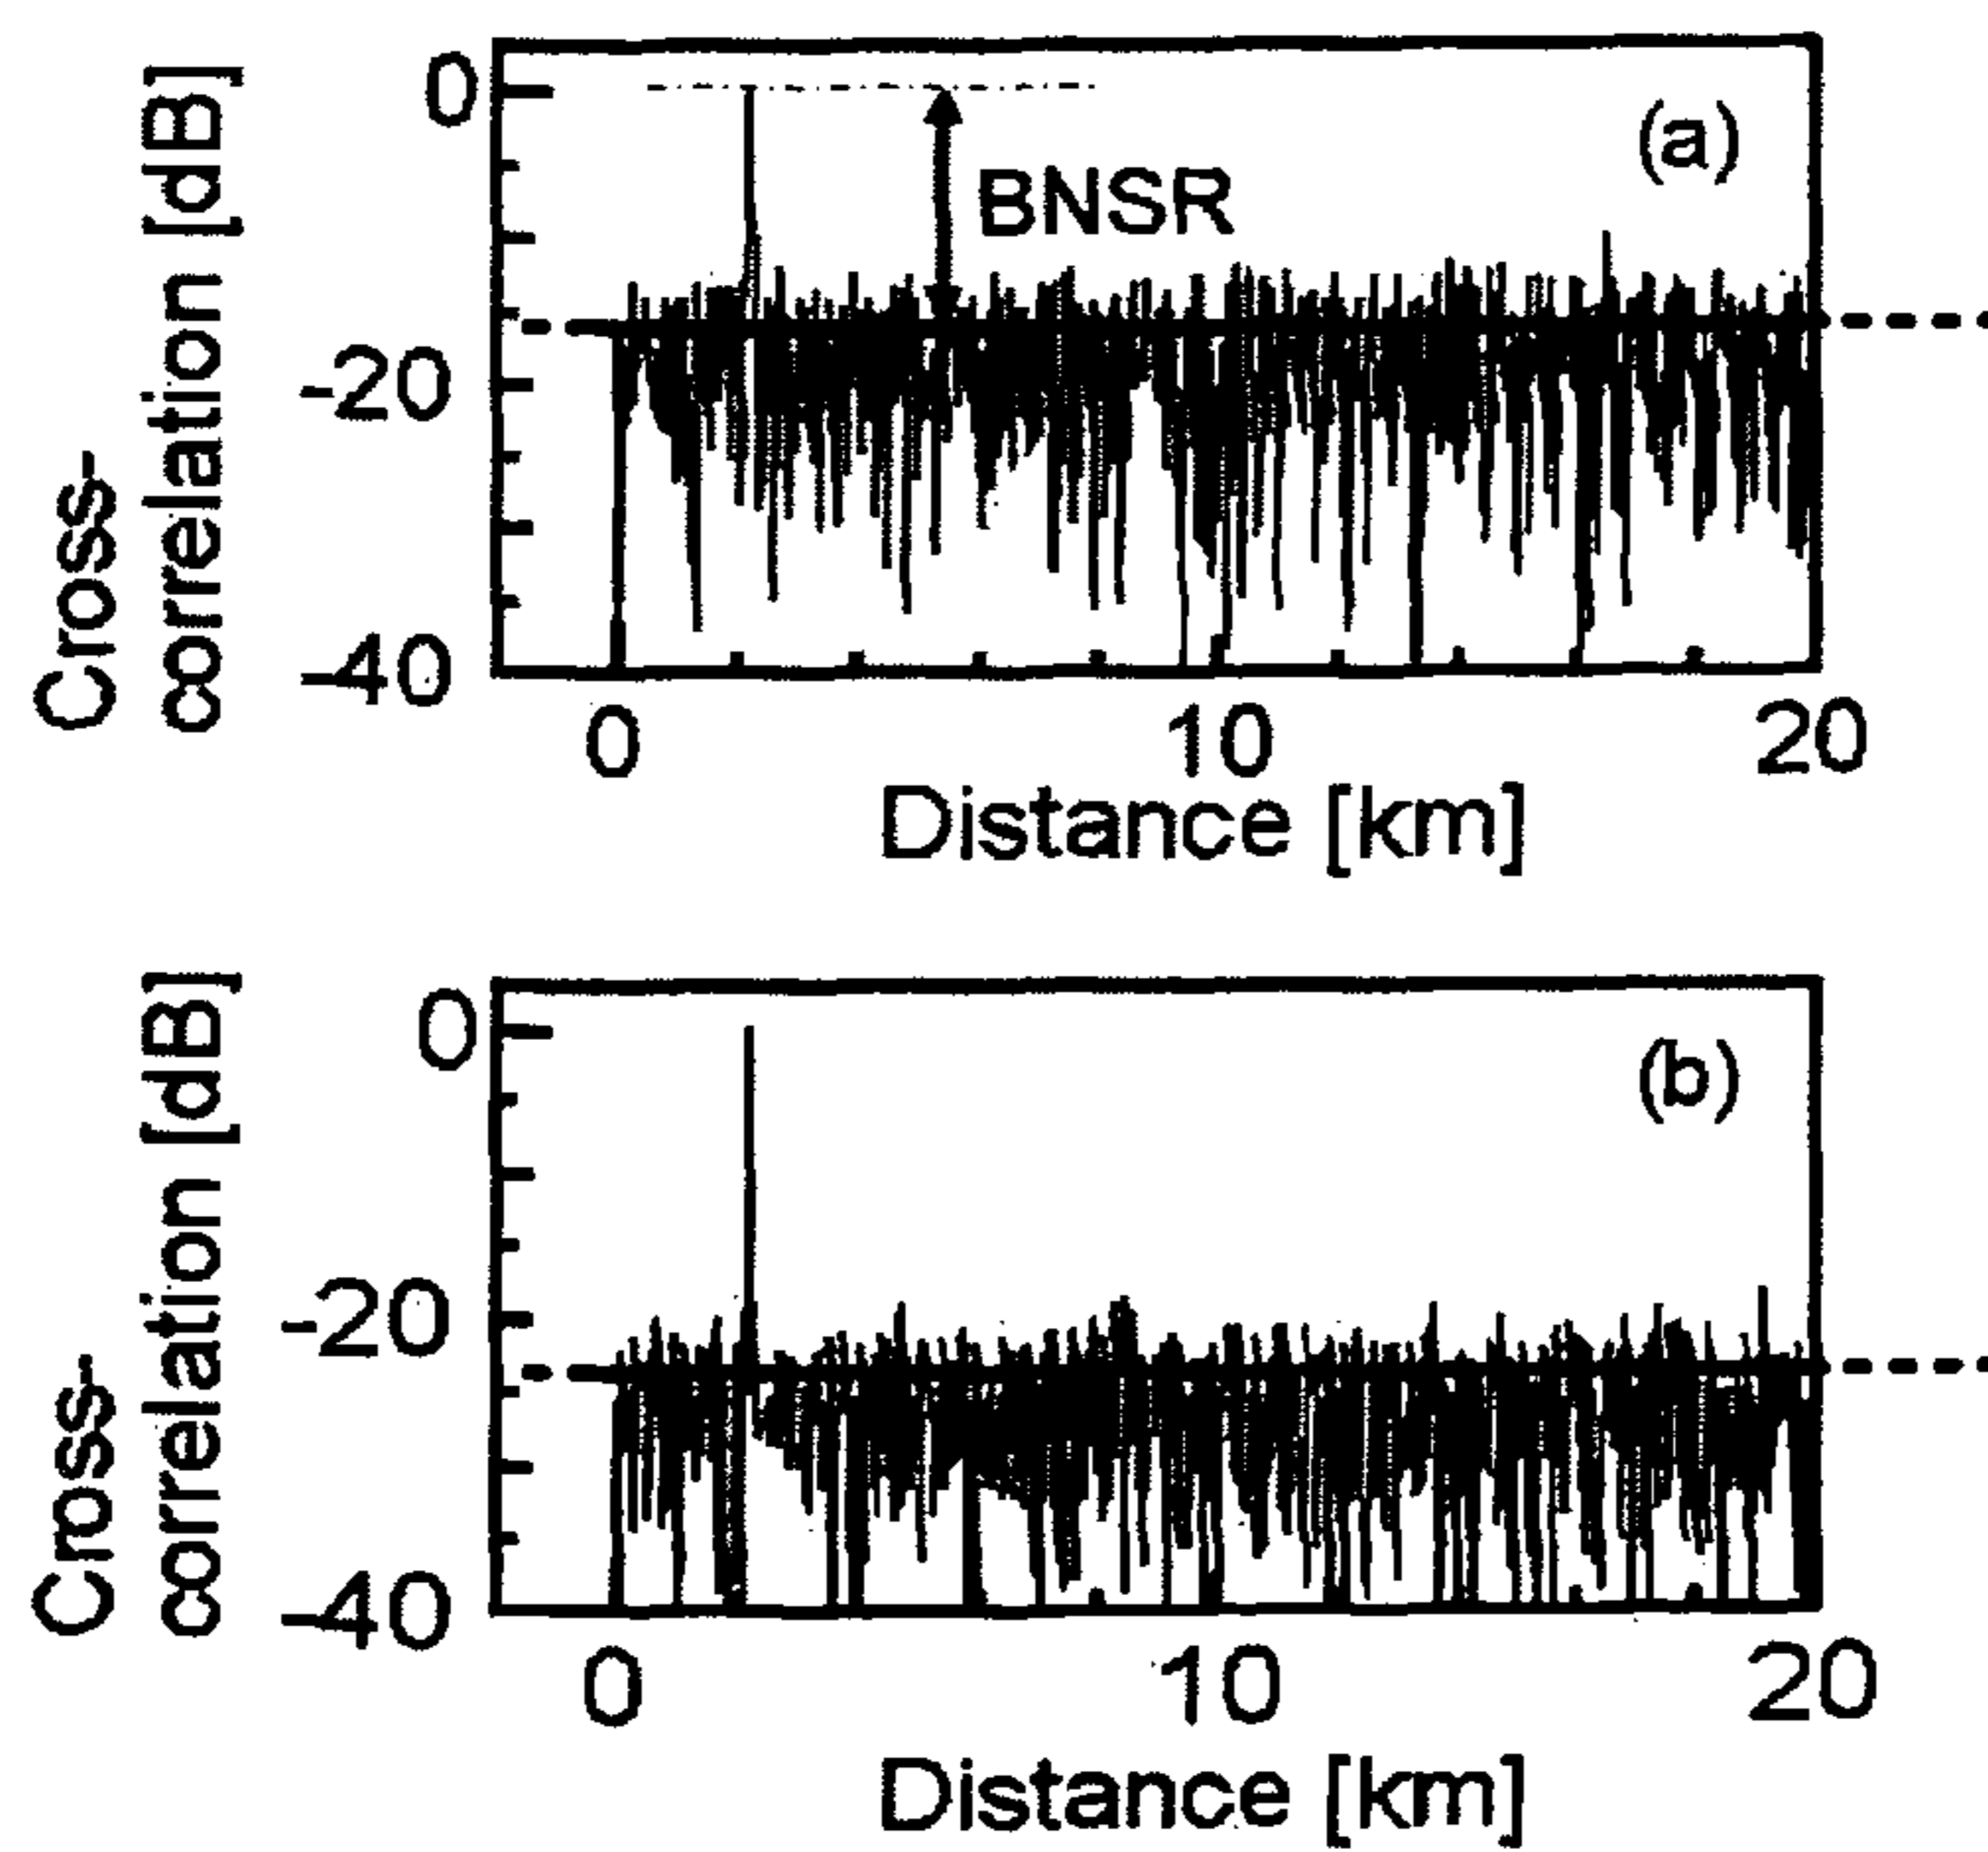 Cross-
correlation [dB]
0
-20
-40
(a)
BNSR
0 10 20
Distance [km]
Cross-
correlation [dB]
0
-20
-40
(b)
0 10 20
Distance [km]